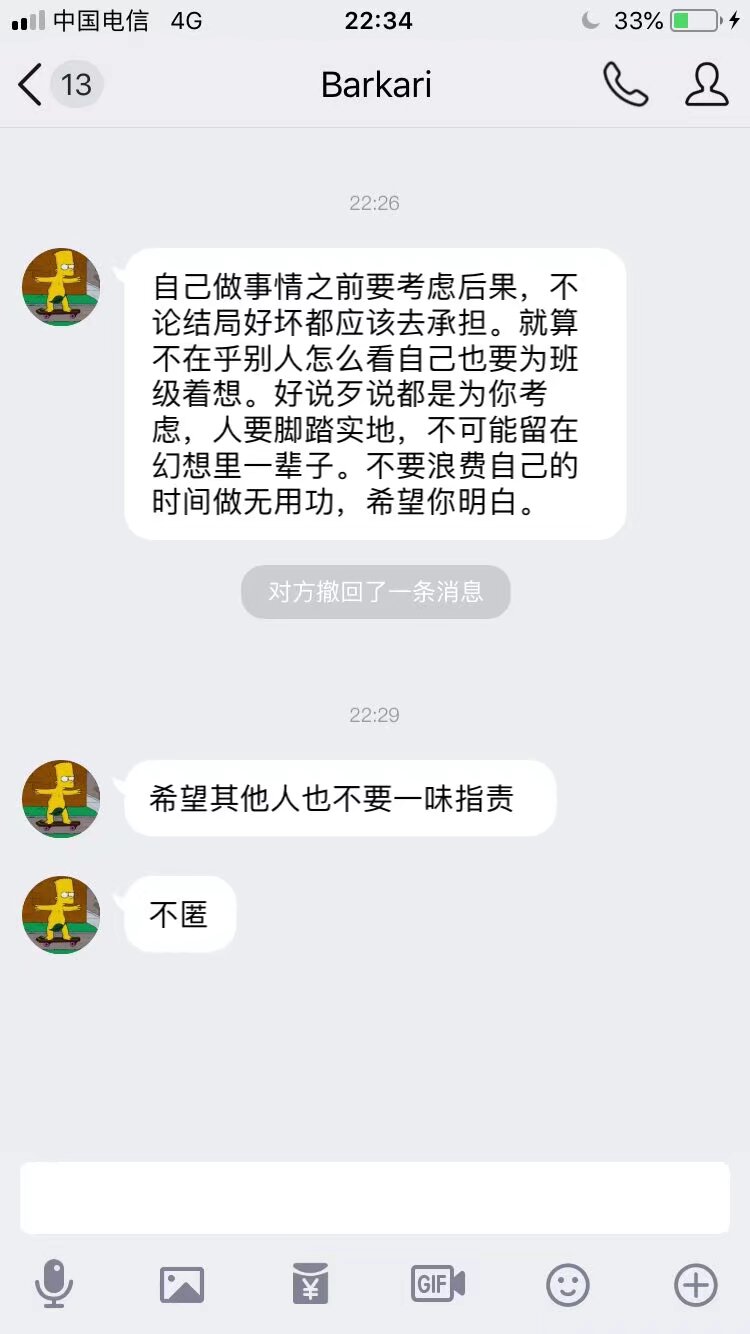 中国电信 4G 22:34 33%
13 Barkari
22:26
自己做事情之前要考虑后果，不
论结局好坏都应该去承担。就算
不在乎别人怎么看自己也要为班
级着想。好说歹说都是为你考
虑，人要脚踏实地，不可能留在
幻想里一辈子。不要浪费自己的
时间做无用功，希望你明白。
对方撤回了一条消息
22:29
希望其他人也不要一味指责
不匿
¥
GIF